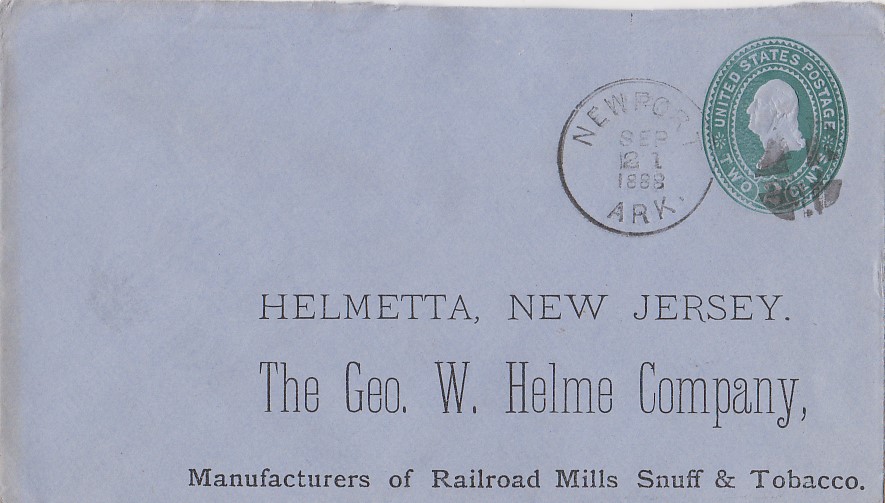 UNITED STATES POSTAGE
TWO CENTS
NEWPORT
SEP
21
1888
ARK.
HELMETTA, NEW JERSEY.
The Geo. W. Helme Company,
Manufacturers of Railroad Mills Snuff & Tobacco.